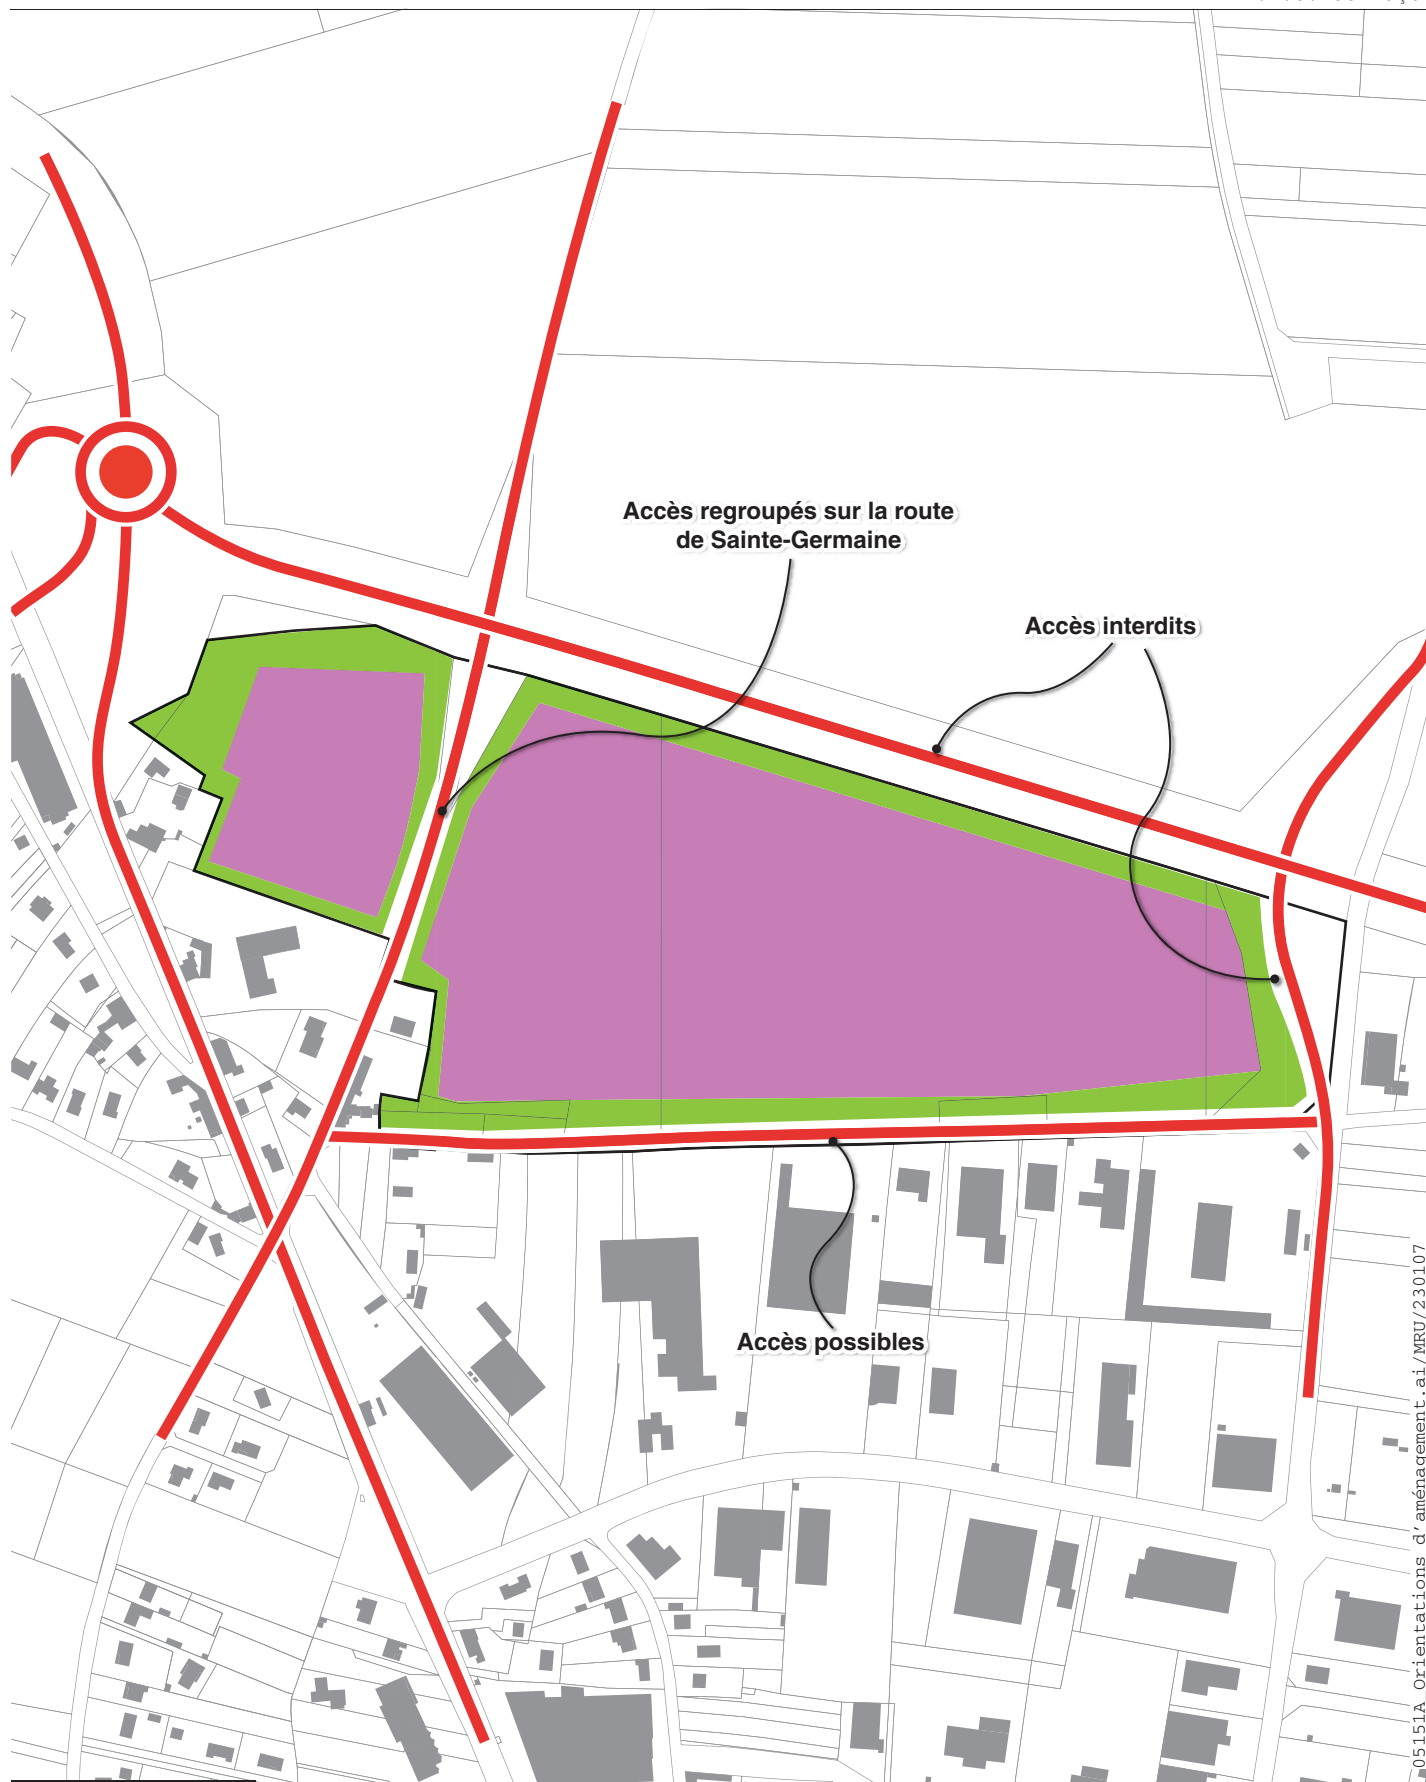 Accès regroupés sur la route
de Sainte-Germaine
Accès interdits
Accès possibles
05151A Orientations d'aménagement.ai/MRU/230107